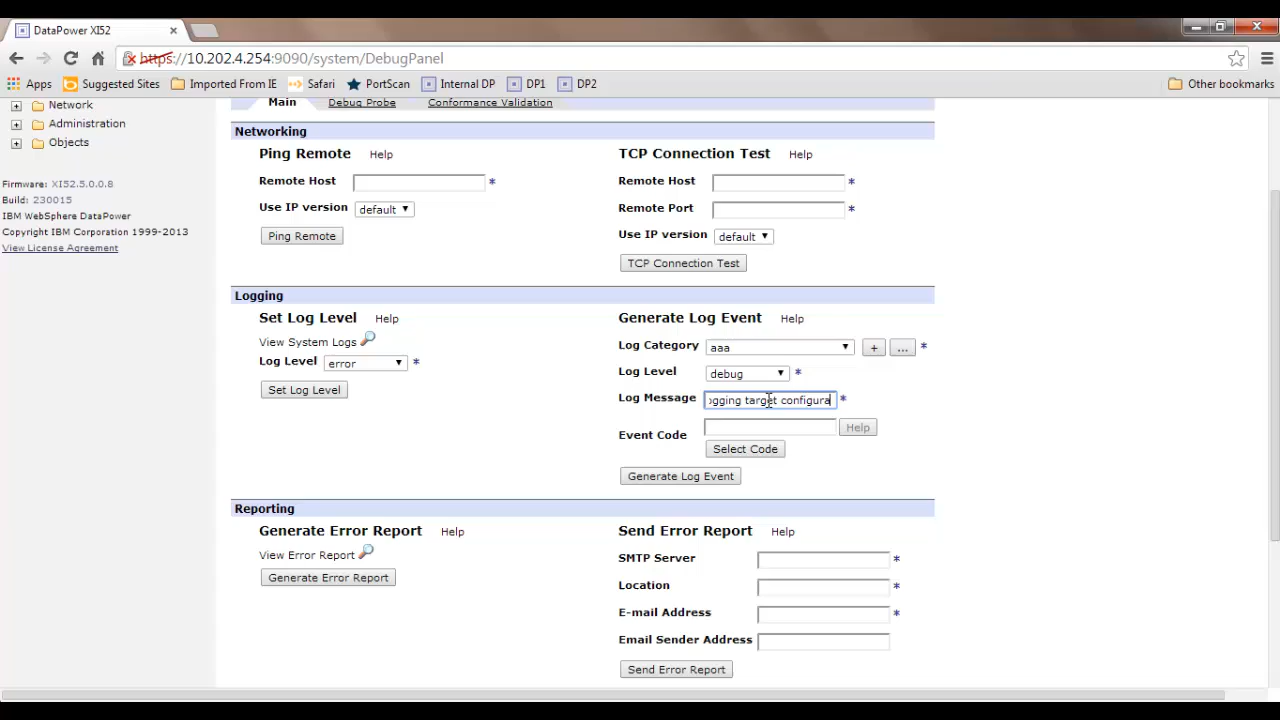 DataPower XI52
https://10.202.4.254:9090/system/DebugPanel
Apps Suggested Sites Imported From IE Safari PortScan Internal DP DP1 DP2 Other bookmarks
Network
Administration
Objects
Firmware: XI52.5.0.0.8
Build: 230015
IBM WebSphere DataPower
Copyright IBM Corporation 1999-2013
View License Agreement
Main Debug Probe Conformance Validation
Networking
Ping Remote Help
Remote Host *
Use IP version default
Ping Remote
TCP Connection Test Help
Remote Host *
Remote Port *
Use IP version default
TCP Connection Test
Logging
Set Log Level Help
View System Logs
Log Level error *
Set Log Level
Generate Log Event Help
Log Category aaa + ... *
Log Level debug *
Log Message ogging target configura *
Event Code Help
Select Code
Generate Log Event
Reporting
Generate Error Report Help
View Error Report
Generate Error Report
Send Error Report Help
SMTP Server *
Location *
E-mail Address *
Email Sender Address
Send Error Report